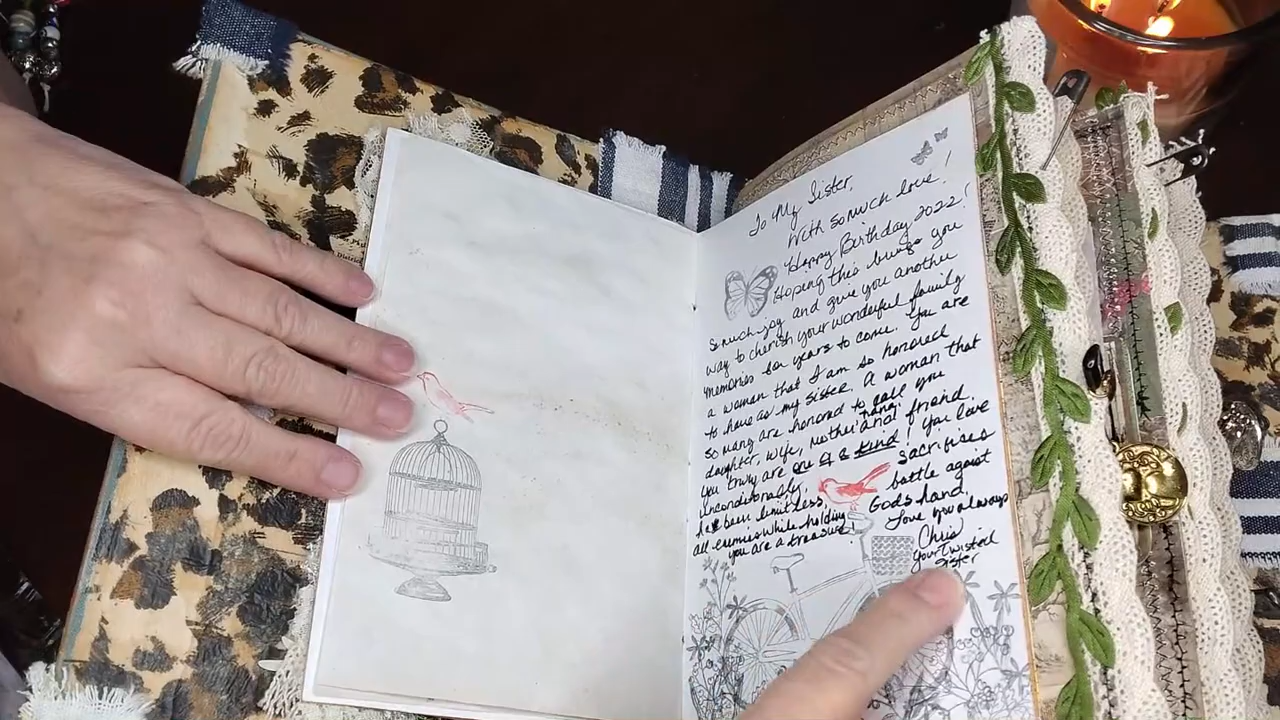 To My Sister,
With so much love!
Happy Birthday 2022!
Hoping this brings you
so much joy and give you another
way to cherish your wonderful family
memories for years to come. You are
a woman that I am so honored
to have as my sister. A woman that
so many are honord to call you
daughter, wife, mother, nana, and friend.
you truly are one of a kind! You love
unconditionally, Sacrifises
has been limitless, battle against
all enemies while holding Gods hand,
you are a treasure! Love you always
Chris
your twisted
sister